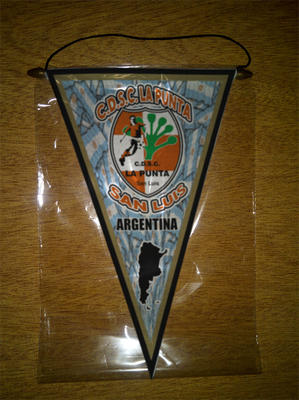 C.D.S.C. LA PUNTA
C.D.S.C.
LA PUNTA
San Luis
SAN LUIS
ARGENTINA